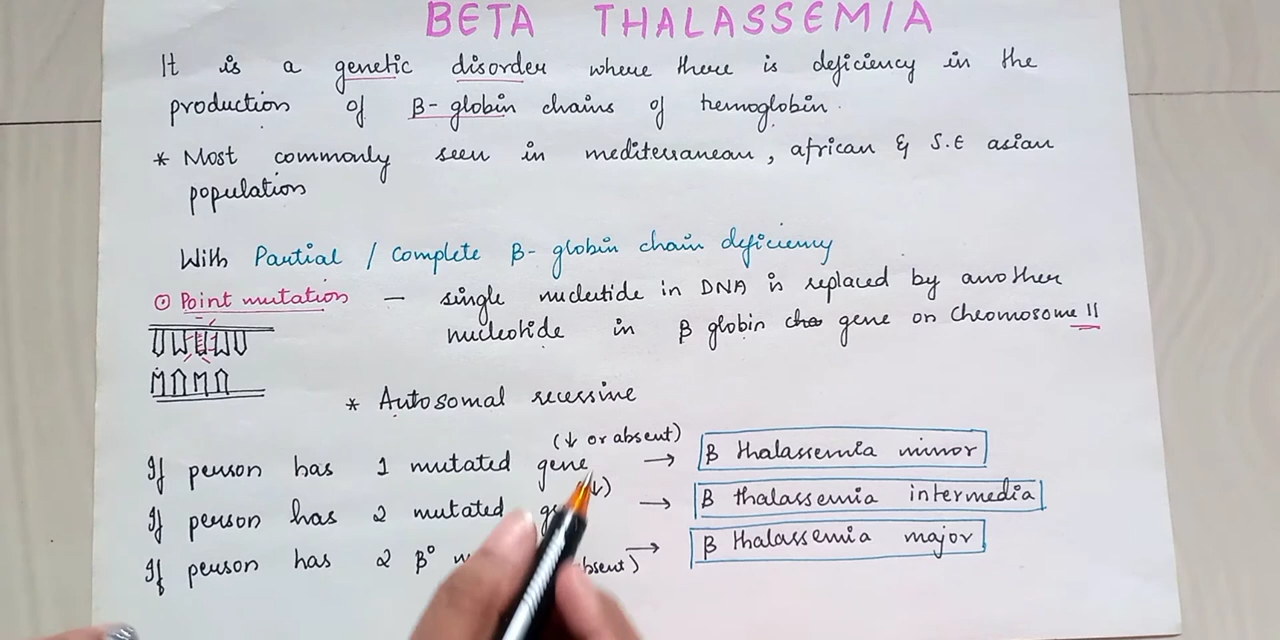 BETA THALASSEMIA
It is a genetic disorder where there is deficiency in the
production of β-globin chains of hemoglobin.
* Most commonly seen in mediterranean, african & S.E asian
population
With Partial / Complete β-globin chain deficiency
⊙ Point mutation — single nucleutide in DNA is replaced by another
nucleotide in β globin cha gene on Chromosome 11
* Autosomal recessive
(↓ or absent)
If person has 1 mutated gene → β thalassemia minor
↓)
If person has 2 mutated → β thalassemia intermedia
If person has 2 β° → β thalassemia major